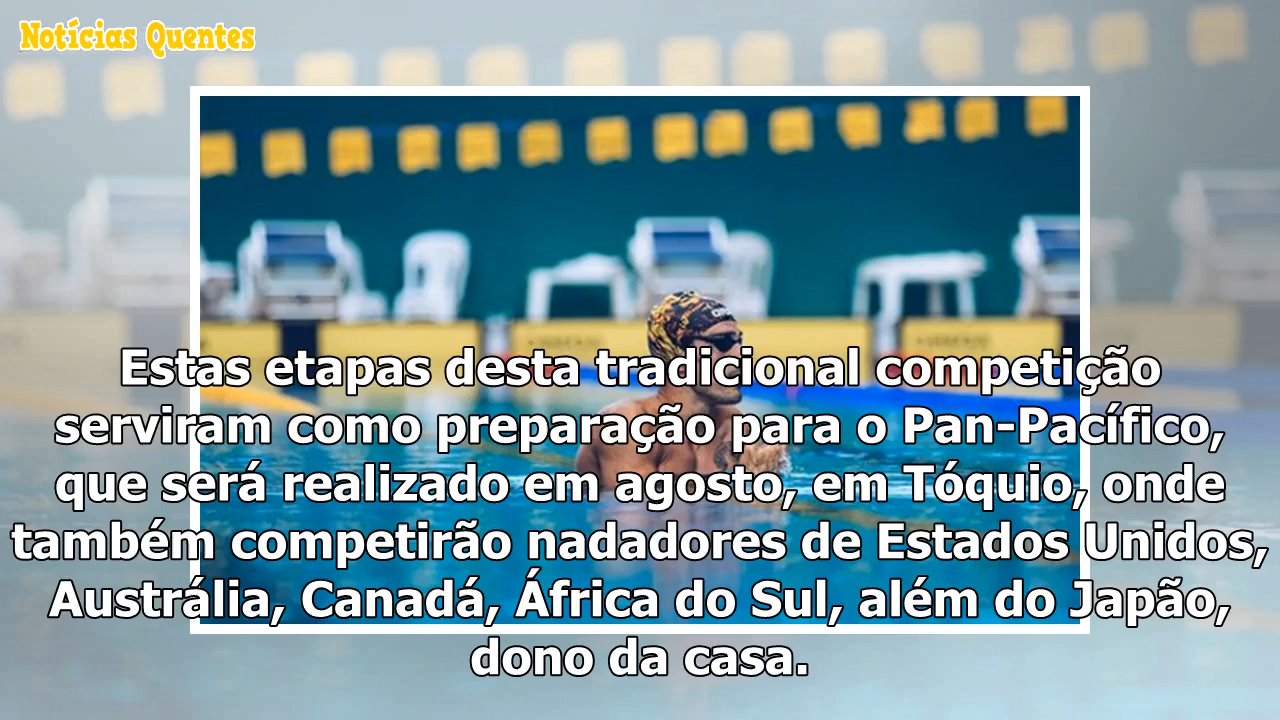 Notícias Quentes
Estas etapas desta tradicional competição
serviram como preparação para o Pan-Pacífico,
que será realizado em agosto, em Tóquio, onde
também competirão nadadores de Estados Unidos,
Austrália, Canadá, África do Sul, além do Japão,
dono da casa.